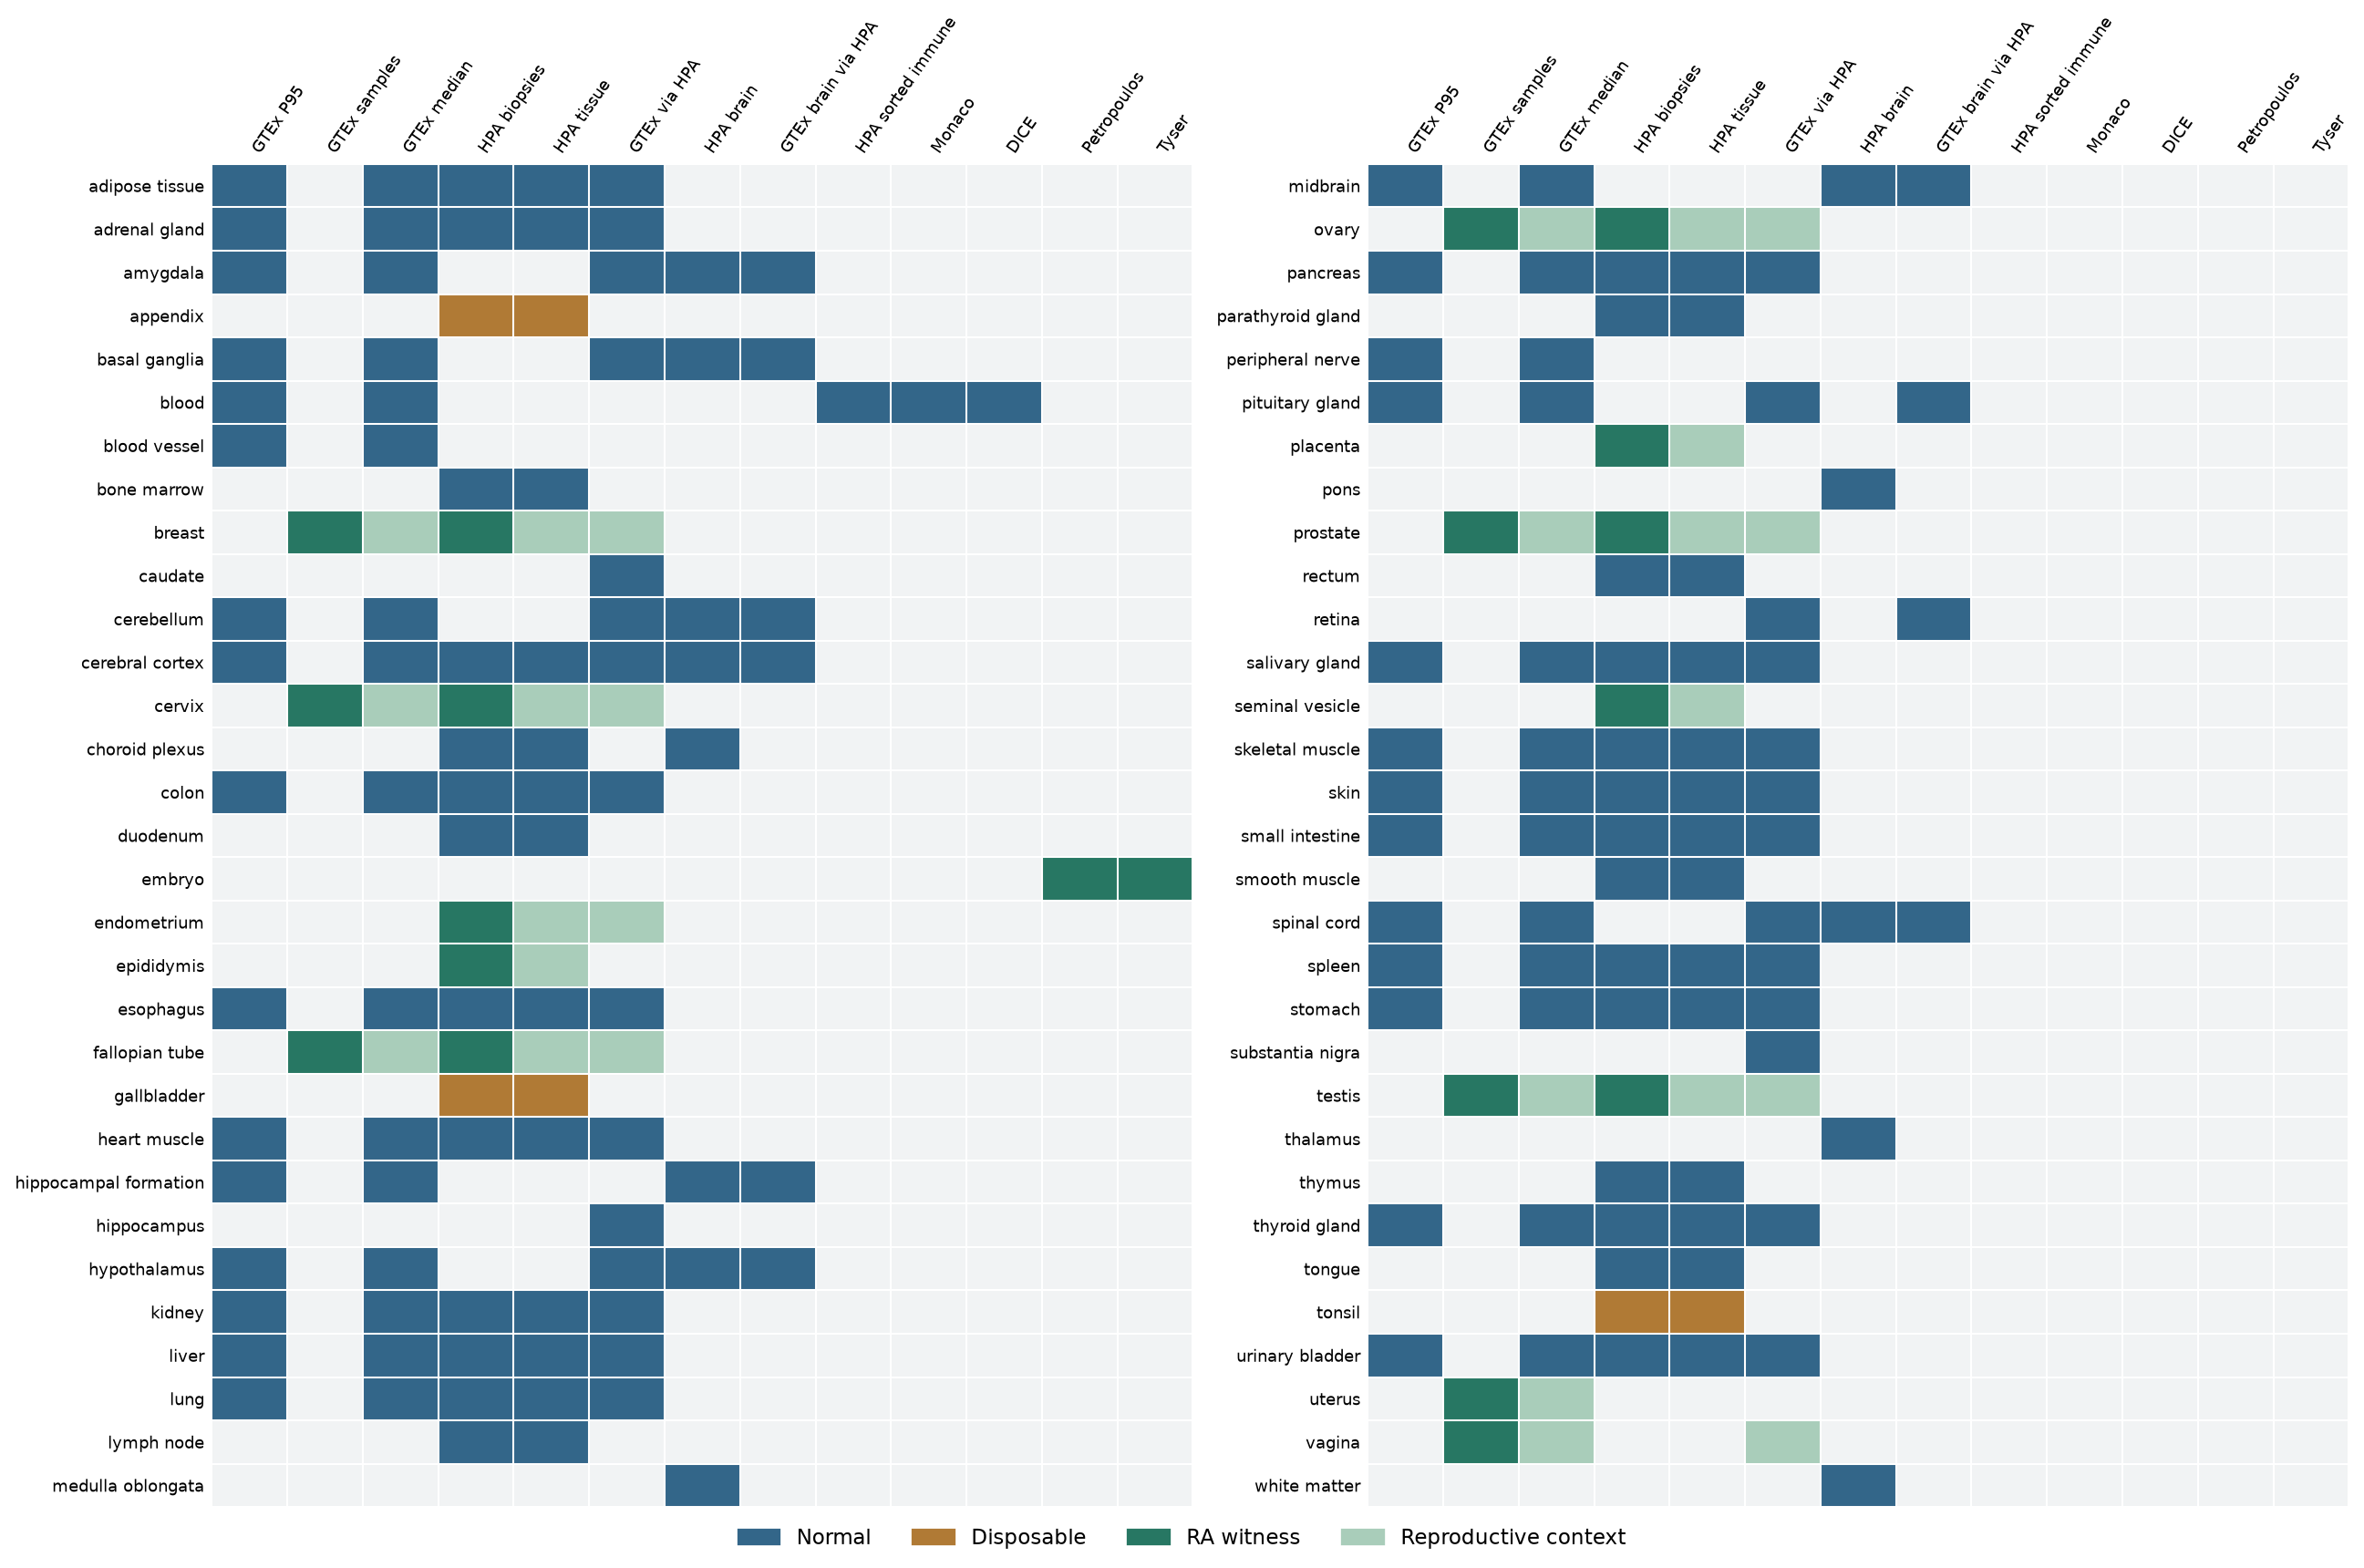 GTEx P95
GTEx samples
GTEx median
HPA biopsies
HPA tissue
GTEx via HPA
HPA brain
GTEx brain via HPA
HPA sorted immune
Monaco
DICE
Petropoulos
Tyser
adipose tissue
adrenal gland
amygdala
appendix
basal ganglia
blood
blood vessel
bone marrow
breast
caudate
cerebellum
cerebral cortex
cervix
choroid plexus
colon
duodenum
embryo
endometrium
epididymis
esophagus
fallopian tube
gallbladder
heart muscle
hippocampal formation
hippocampus
hypothalamus
kidney
liver
lung
lymph node
medulla oblongata
GTEx P95
GTEx samples
GTEx median
HPA biopsies
HPA tissue
GTEx via HPA
HPA brain
GTEx brain via HPA
HPA sorted immune
Monaco
DICE
Petropoulos
Tyser
midbrain
ovary
pancreas
parathyroid gland
peripheral nerve
pituitary gland
placenta
pons
prostate
rectum
retina
salivary gland
seminal vesicle
skeletal muscle
skin
small intestine
smooth muscle
spinal cord
spleen
stomach
substantia nigra
testis
thalamus
thymus
thyroid gland
tongue
tonsil
urinary bladder
uterus
vagina
white matter
Normal
Disposable
RA witness
Reproductive context